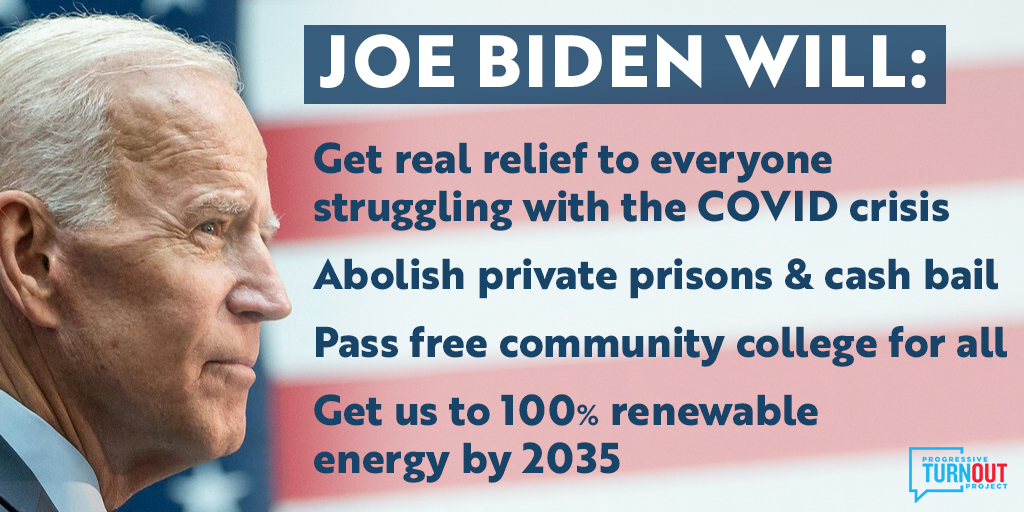 JOE BIDEN WILL:
Get real relief to everyone
struggling with the COVID crisis
Abolish private prisons & cash bail
Pass free community college for all
Get us to 100% renewable
energy by 2035
PROGRESSIVE
TURNOUT
PROJECT